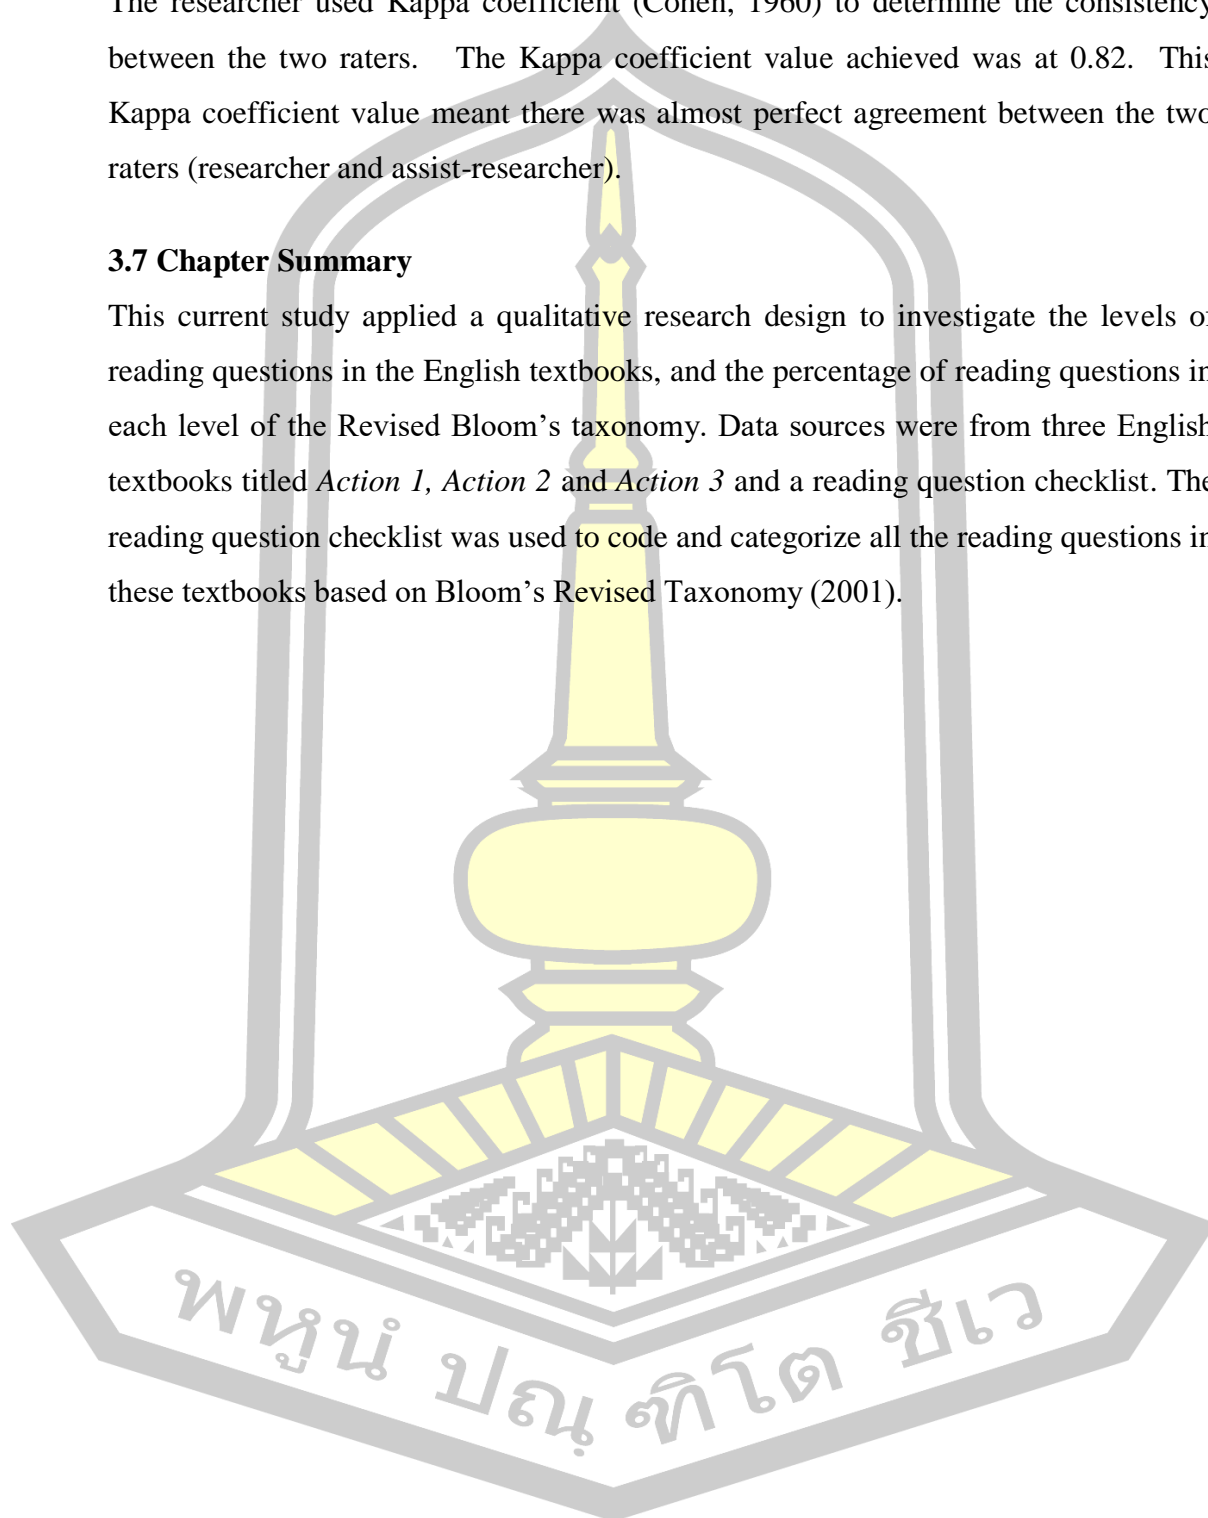 The researcher used Kappa coefficient (Cohen, 1960) to determine the consistency
between the two raters. The Kappa coefficient value achieved was at 0.82. This
Kappa coefficient value meant there was almost perfect agreement between the two
raters (researcher and assist-researcher).
3.7 Chapter Summary
This current study applied a qualitative research design to investigate the levels of
reading questions in the English textbooks, and the percentage of reading questions in
each level of the Revised Bloom’s taxonomy. Data sources were from three English
textbooks titled Action 1, Action 2 and Action 3 and a reading question checklist. The
reading question checklist was used to code and categorize all the reading questions in
these textbooks based on Bloom’s Revised Taxonomy (2001).
พหูนํ ปณฺฑิโต ชีเว